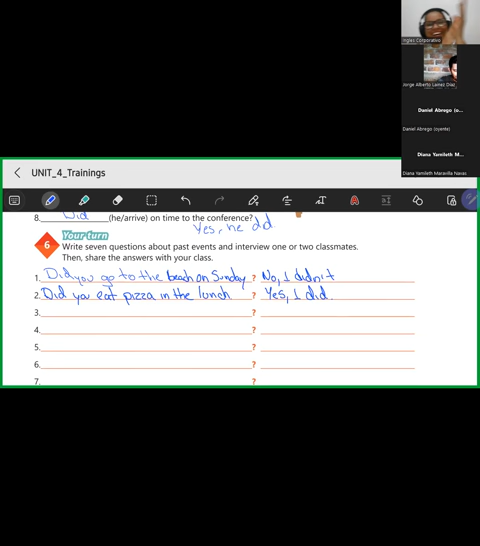 Ingles Corporativo
Jorge Alberto Lainez Diaz
Daniel Abrego (o...
Daniel Abrego (oyente)
Diana Yamileth M...
Diana Yamileth Maravilla Navas
UNIT_4_Trainings
8. Did (he/arrive) on time to the conference?
Yes, he did
Your turn
6 Write seven questions about past events and interview one or two classmates.
Then, share the answers with your class.
1. Did you go to the beach on Sunday ? No, I didn't
2. Did you eat pizza in the lunch ? Yes, I did.
3. ?
4. ?
5. ?
6. ?
7. ?